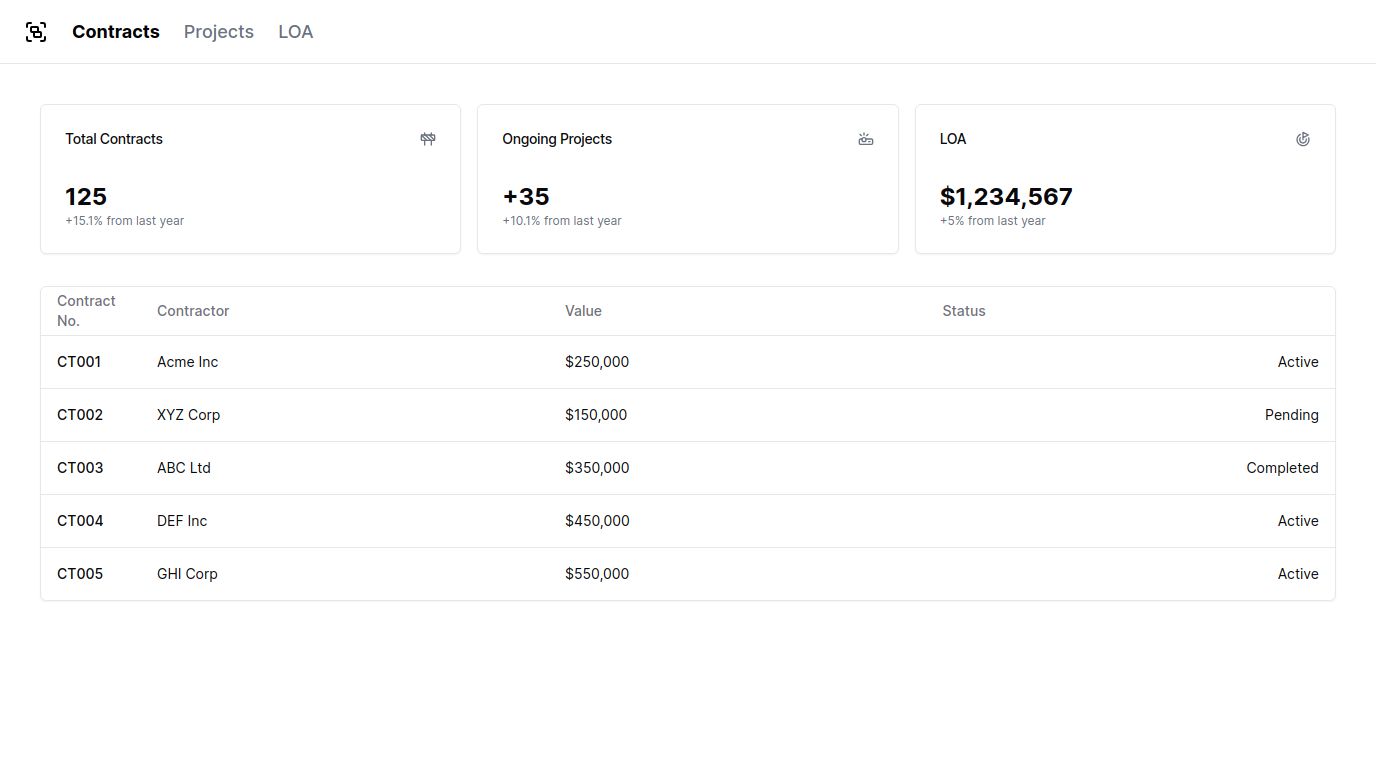 Contracts Projects LOA
Total Contracts
125
+15.1% from last year
Ongoing Projects
+35
+10.1% from last year
LOA
$1,234,567
+5% from last year
Contract
No.
Contractor Value Status
CT001 Acme Inc $250,000 Active
CT002 XYZ Corp $150,000 Pending
CT003 ABC Ltd $350,000 Completed
CT004 DEF Inc $450,000 Active
CT005 GHI Corp $550,000 Active